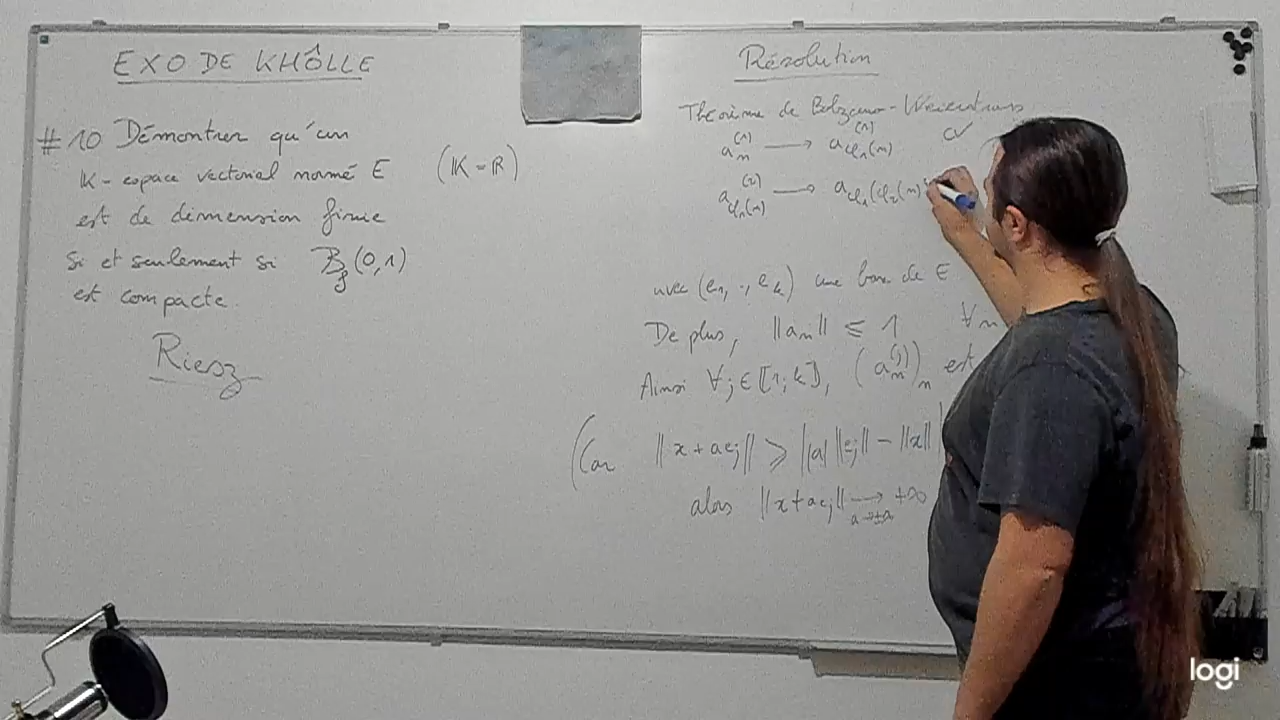 EXO DE KHÔLLE
#10 Démontrer qu'un
𝕂-espace vectoriel normé E (𝕂=ℝ)
est de dimension finie
si et seulement si B_f(0,1)
est compacte.
Riesz
Résolution
Théorème de Bolzano-Weierstrass
a_n^(1) → a_φ₁(n)^(1) CV
a_φ₁(n)^(2) → a_φ₁(φ₂(n)
avec (e₁, ., e_k) une base de E
De plus, ||a_n|| ≤ 1 ∀n
Ainsi ∀j∈⟦1;k⟧, (a_n^(j))_n est
(Car ||x+ae_j|| ≥ ||a| ||e_j|| - ||x||
alors ||x+ae_j|| → +∞
a→±∞
logi